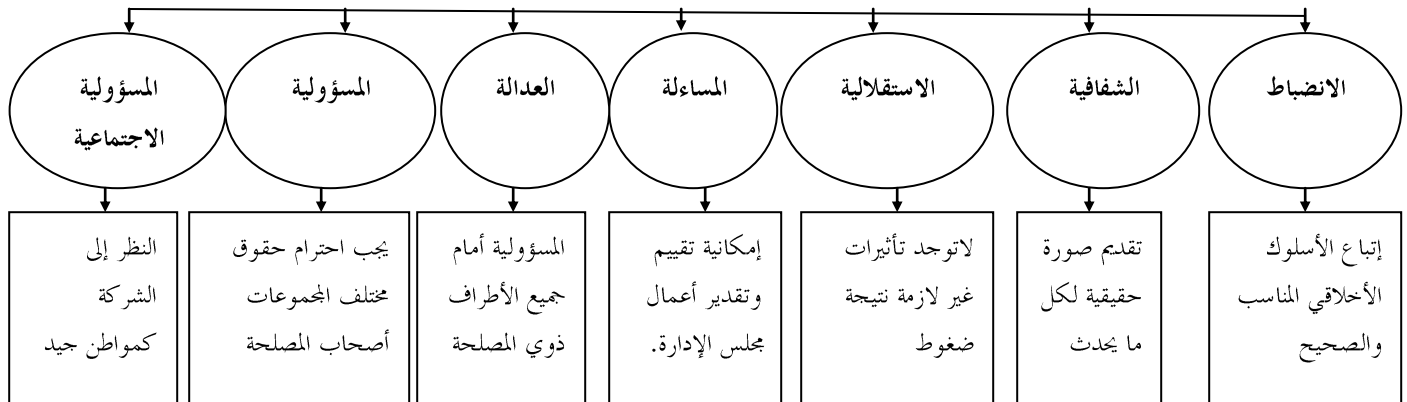 الانضباط
الشفافية
الاستقلالية
المساءلة
العدالة
المسؤولية
المسؤولية
الاجتماعية
إتباع الأسلوك
الأخلاقي المناسب
والصحيح
تقديم صورة
حقيقية لكل
ما يحدث
لاتوجد تأثيرات
غير لازمة نتيجة
ضغوط
إمكانية تقييم
وتقدير أعمال
مجلس الإدارة.
المسؤولية أمام
جميع الأطراف
ذوي المصلحة
يجب احترام حقوق
مختلف المجموعات
أصحاب المصلحة
النظر إلى
الشركة
كمواطن جيد